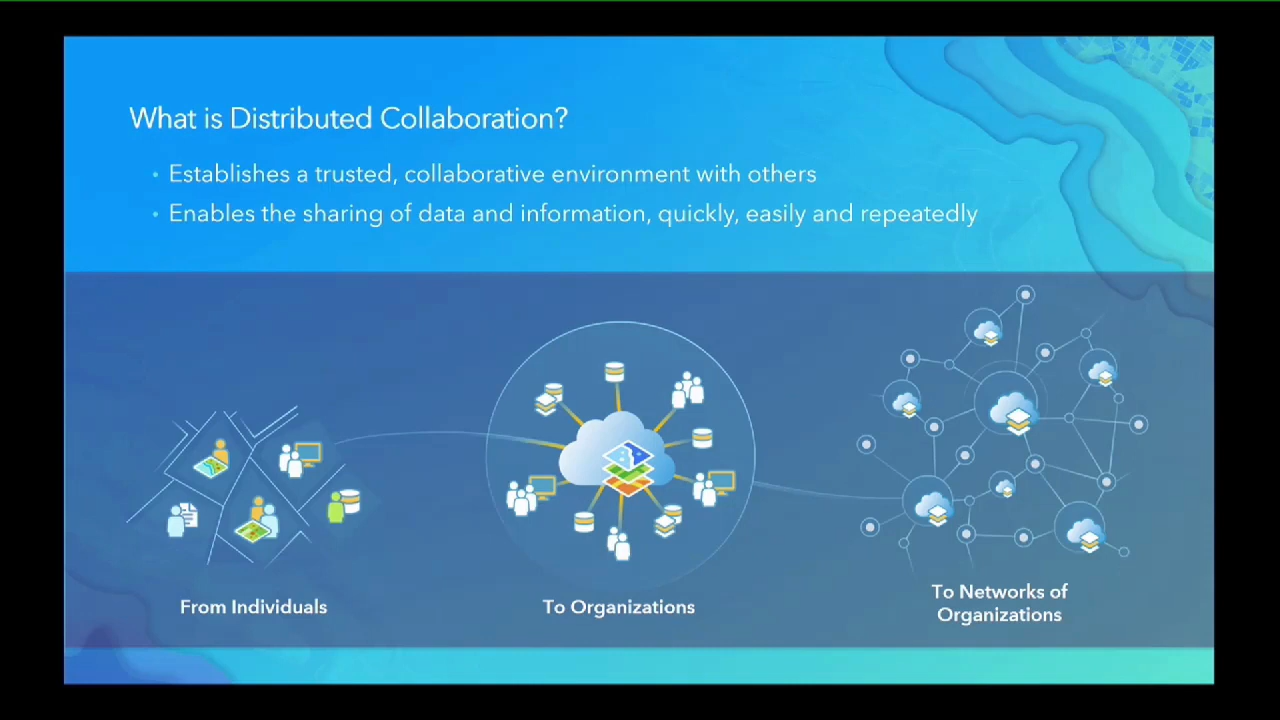 What is Distributed Collaboration?
• Establishes a trusted, collaborative environment with others
• Enables the sharing of data and information, quickly, easily and repeatedly
From Individuals
To Organizations
To Networks of
Organizations